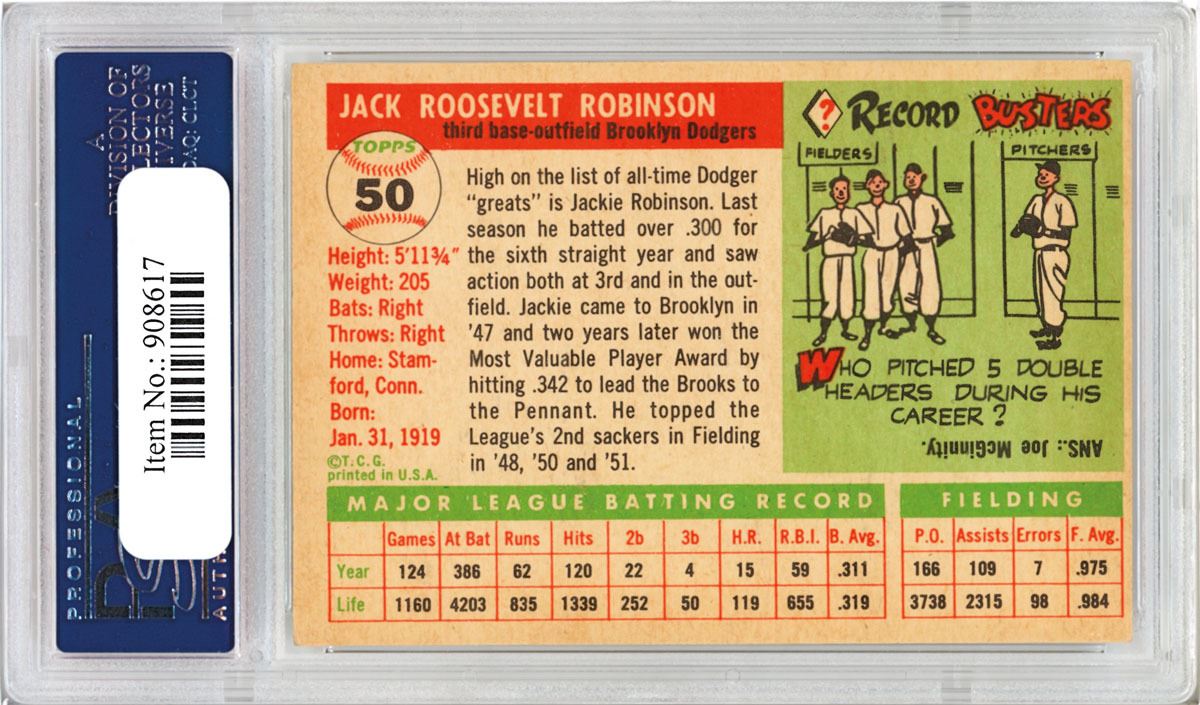 A
DIVISION OF
COLLECTORS
UNIVERSE
NASDAQ: CLCT
PROFESSIONAL
Item No.: 908617
JACK ROOSEVELT ROBINSON
third base-outfield Brooklyn Dodgers
TOPPS
50
Height: 5'11¾"
Weight: 205
Bats: Right
Throws: Right
Home: Stam-
ford, Conn.
Born:
Jan. 31, 1919
©T.C.G.
printed in U.S.A.
High on the list of all-time Dodger
“greats” is Jackie Robinson. Last
season he batted over .300 for
the sixth straight year and saw
action both at 3rd and in the out-
field. Jackie came to Brooklyn in
'47 and two years later won the
Most Valuable Player Award by
hitting .342 to lead the Brooks to
the Pennant. He topped the
League's 2nd sackers in Fielding
in '48, '50 and '51.
? RECORD BUSTERS
FIELDERS PITCHERS
WHO PITCHED 5 DOUBLE
HEADERS DURING HIS
CAREER?
ANS.: Joe McGinnity.
MAJOR LEAGUE BATTING RECORD FIELDING
Games At Bat Runs Hits 2b 3b H.R. R.B.I. B. Avg. P.O. Assists Errors F. Avg.
Year 124 386 62 120 22 4 15 59 .311 166 109 7 .975
Life 1160 4203 835 1339 252 50 119 655 .319 3738 2315 98 .984